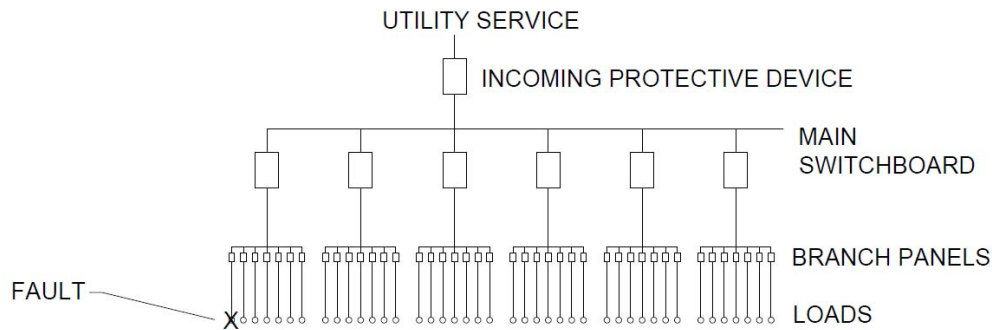 UTILITY SERVICE
INCOMING PROTECTIVE DEVICE
MAIN
SWITCHBOARD
BRANCH PANELS
FAULT
X
LOADS